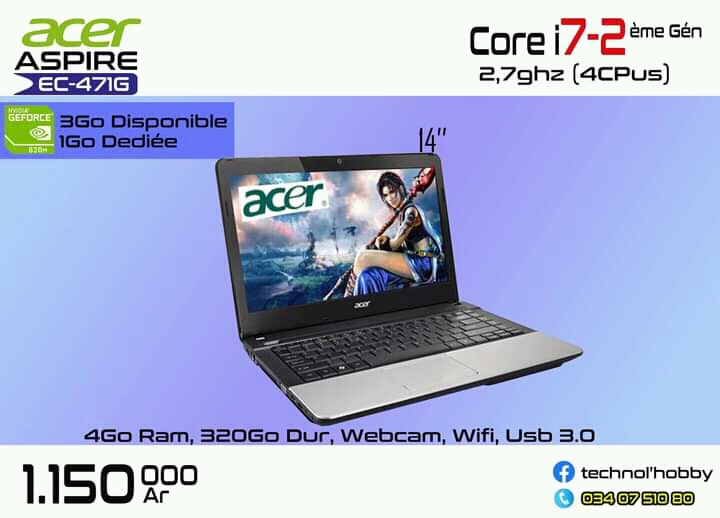 acer
ASPIRE
EC-471G
Core i7-2 ème Gén
2,7ghz (4CPus)
NVIDIA
GEFORCE
820M
3Go Disponible
1Go Dediée
14''
acer®
acer
4Go Ram, 320Go Dur, Webcam, Wifi, Usb 3.0
1.150 000
Ar
technol'hobby
034 07 510 80